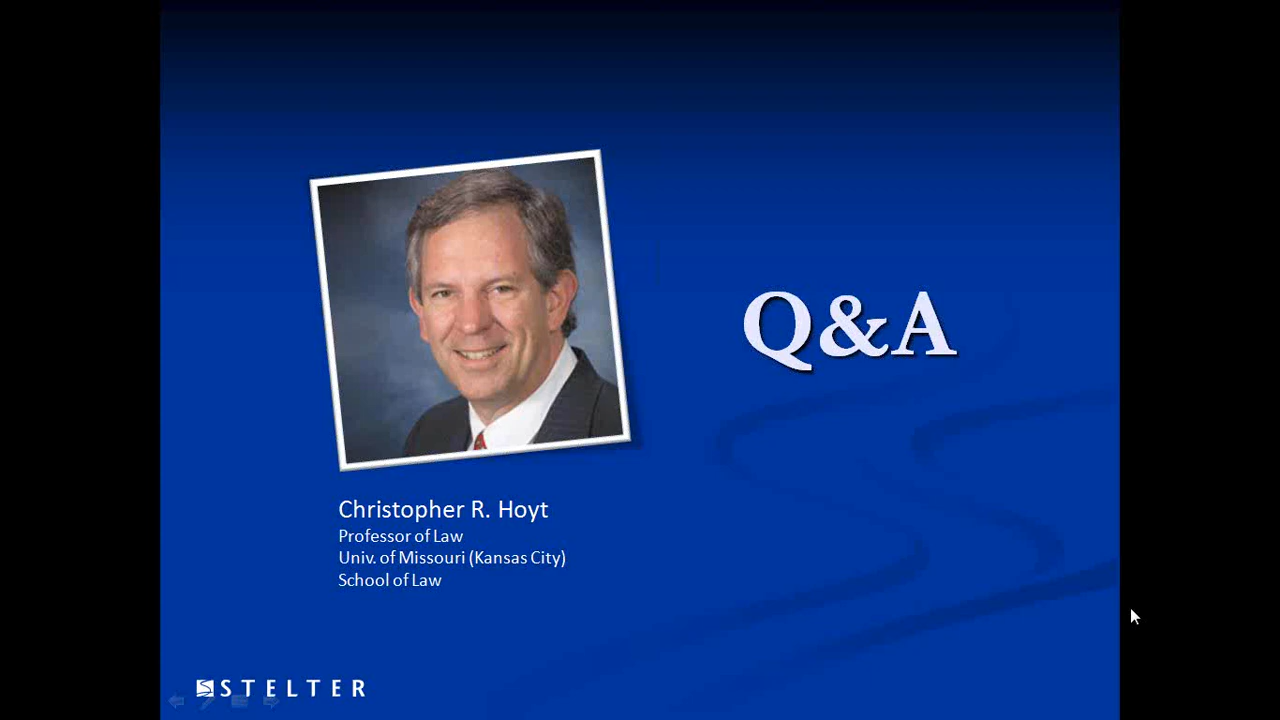 Q&A
Christopher R. Hoyt
Professor of Law
Univ. of Missouri (Kansas City)
School of Law
STELTER